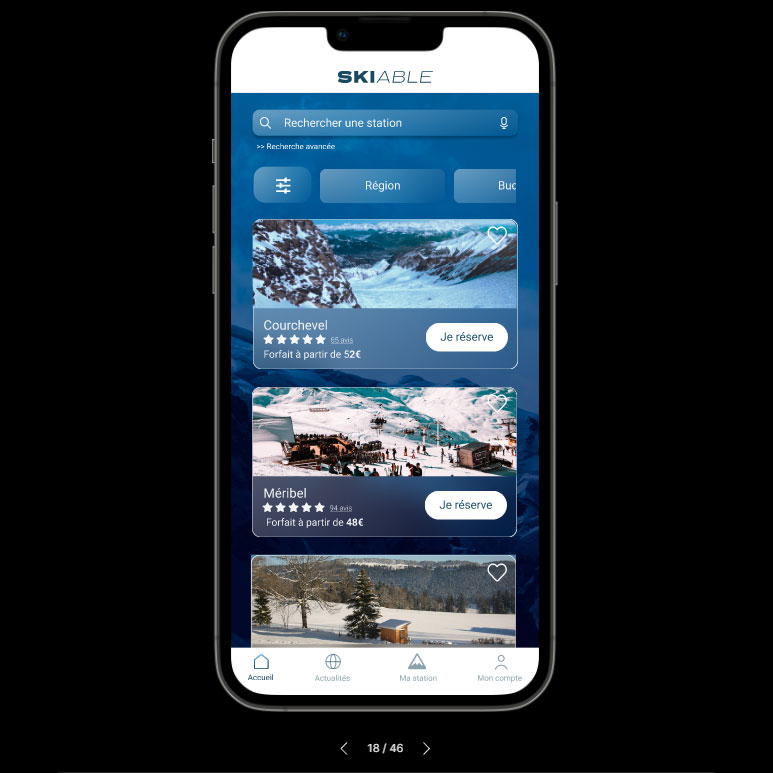 SKIABLE
Rechercher une station
>> Recherche avancée
Région
Buc
Courchevel
65 avis
Forfait à partir de 52€
Je réserve
Méribel
94 avis
Forfait à partir de 48€
Je réserve
Accueil
Actualités
Ma station
Mon compte
18 / 46